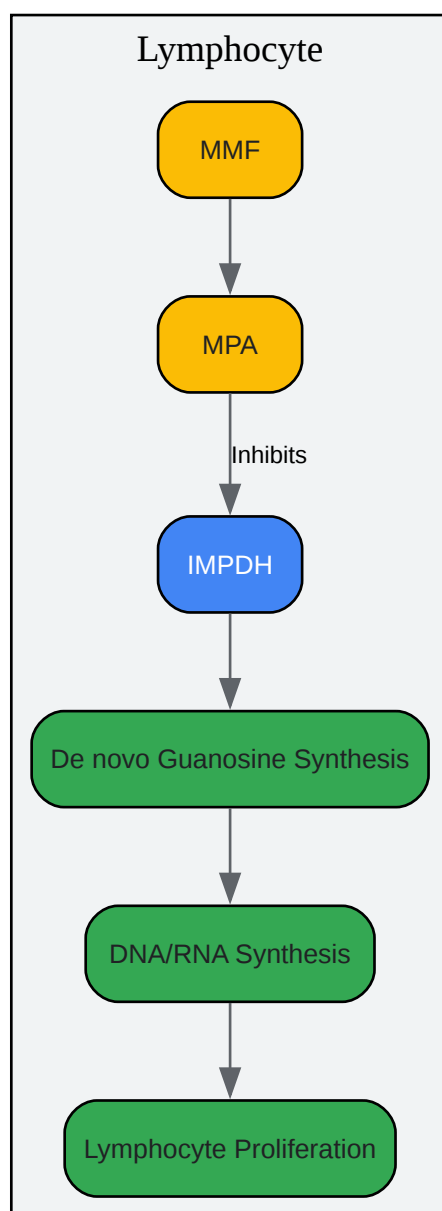 Lymphocyte
MMF
MPA
Inhibits
IMPDH
De novo Guanosine Synthesis
DNA/RNA Synthesis
Lymphocyte Proliferation